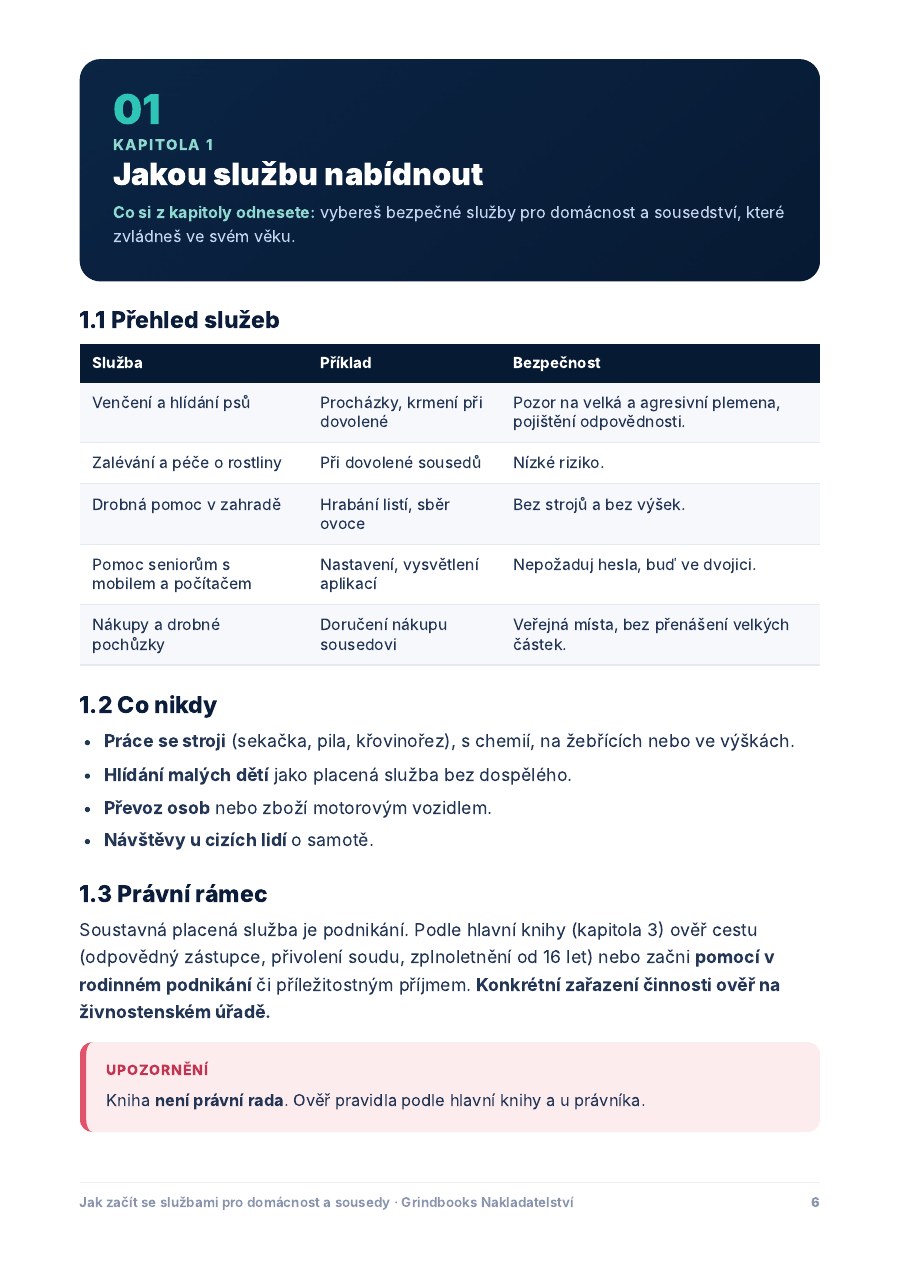 01
KAPITOLA 1
Jakou službu nabídnout
Co si z kapitoly odnesete: vybereš bezpečné služby pro domácnost a sousedství, které
zvládneš ve svém věku.
1.1 Přehled služeb
Služba Příklad Bezpečnost
Venčení a hlídání psů Procházky, krmení při Pozor na velká a agresivní plemena,
dovolené pojištění odpovědnosti.
Zalévání a péče o rostliny Při dovolené sousedů Nízké riziko.
Drobná pomoc v zahradě Hrabání listí, sběr Bez strojů a bez výšek.
ovoce
Pomoc seniorům s Nastavení, vysvětlení Nepožaduj hesla, buď ve dvojici.
mobilem a počítačem aplikací
Nákupy a drobné Doručení nákupu Veřejná místa, bez přenášení velkých
pochůzky sousedovi částek.
1.2 Co nikdy
• Práce se stroji (sekačka, pila, křovinořez), s chemií, na žebřících nebo ve výškách.
• Hlídání malých dětí jako placená služba bez dospělého.
• Převoz osob nebo zboží motorovým vozidlem.
• Návštěvy u cizích lidí o samotě.
1.3 Právní rámec
Soustavná placená služba je podnikání. Podle hlavní knihy (kapitola 3) ověř cestu
(odpovědný zástupce, přivolení soudu, zplnoletnění od 16 let) nebo začni pomocí v
rodinném podnikání či příležitostným příjmem. Konkrétní zařazení činnosti ověř na
živnostenském úřadě.
UPOZORNĚNÍ
Kniha není právní rada. Ověř pravidla podle hlavní knihy a u právníka.
Jak začít se službami pro domácnost a sousedy · Grindbooks Nakladatelství 6